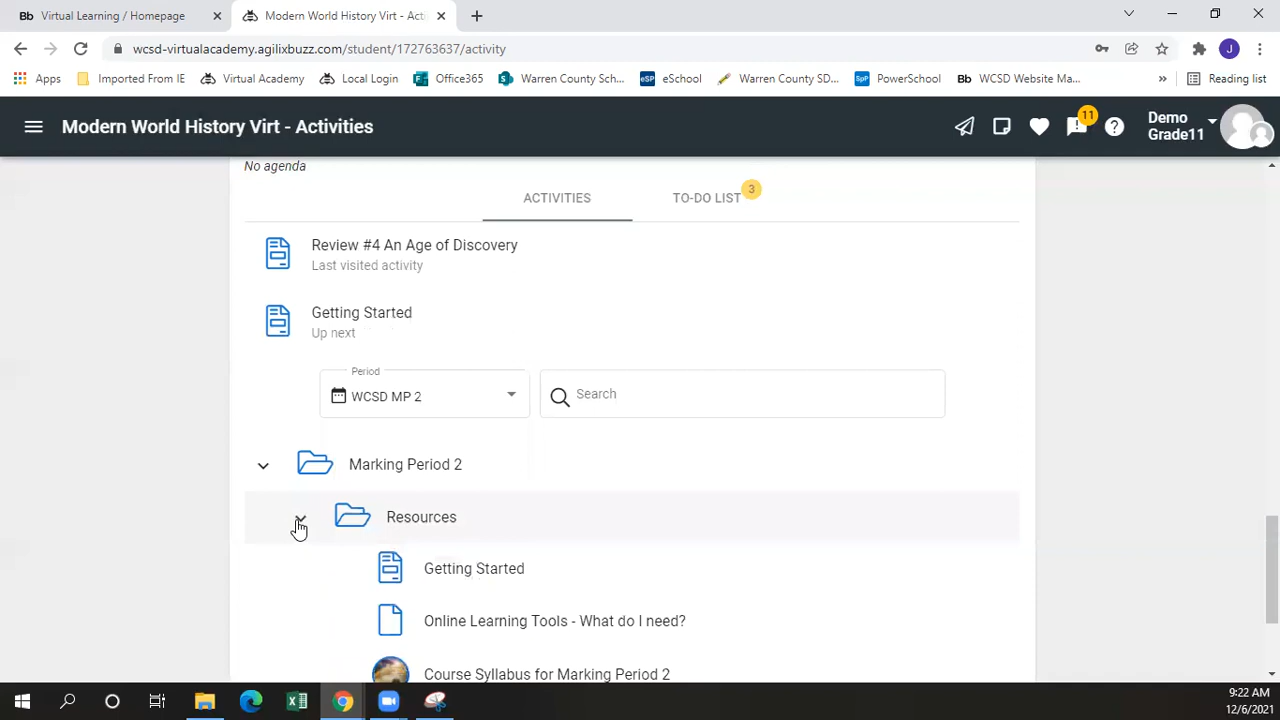 Bb Virtual Learning / Homepage
Modern World History Virt - Acti
wcsd-virtualacademy.agilixbuzz.com/student/172763637/activity
J
Apps
Imported From IE
Virtual Academy
Local Login
Office365
S Warren County Sch...
eSP eSchool
Warren County SD...
SpP PowerSchool
Bb WCSD Website Ma...
»
Reading list
Modern World History Virt - Activities
11
Demo
Grade11
No agenda
ACTIVITIES
TO-DO LIST
3
Review #4 An Age of Discovery
Last visited activity
Getting Started
Up next
Period
WCSD MP 2
Search
Marking Period 2
Resources
Getting Started
Online Learning Tools - What do I need?
Course Syllabus for Marking Period 2
9:22 AM
12/6/2021